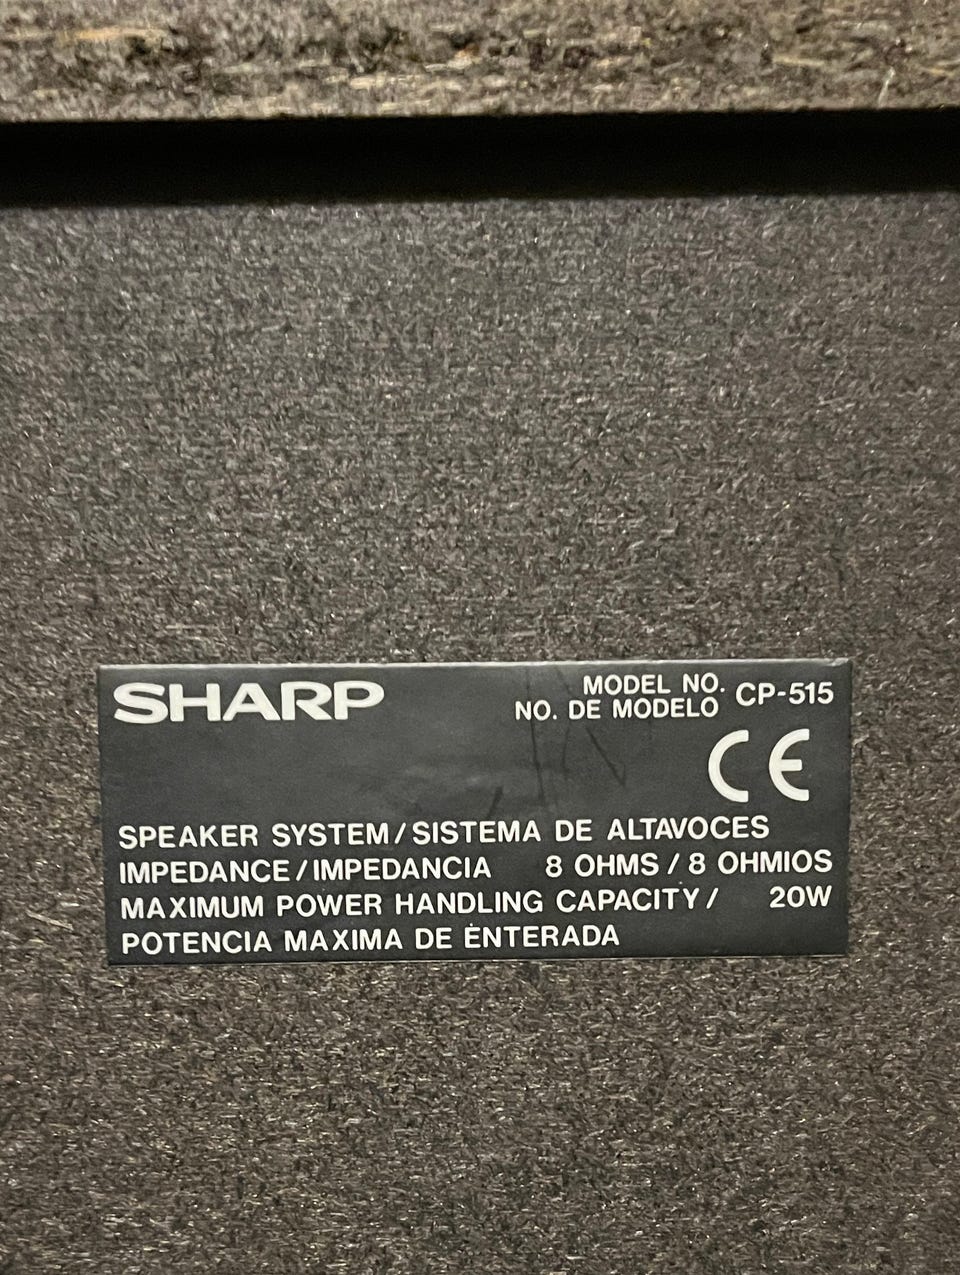 SHARP
MODEL NO.
NO. DE MODELO
CP-515
CE
SPEAKER SYSTEM/SISTEMA DE ALTAVOCES
IMPEDANCE/IMPEDANCIA 8 OHMS / 8 OHMIOS
MAXIMUM POWER HANDLING CAPACITY/ 20W
POTENCIA MAXIMA DE ENTERADA